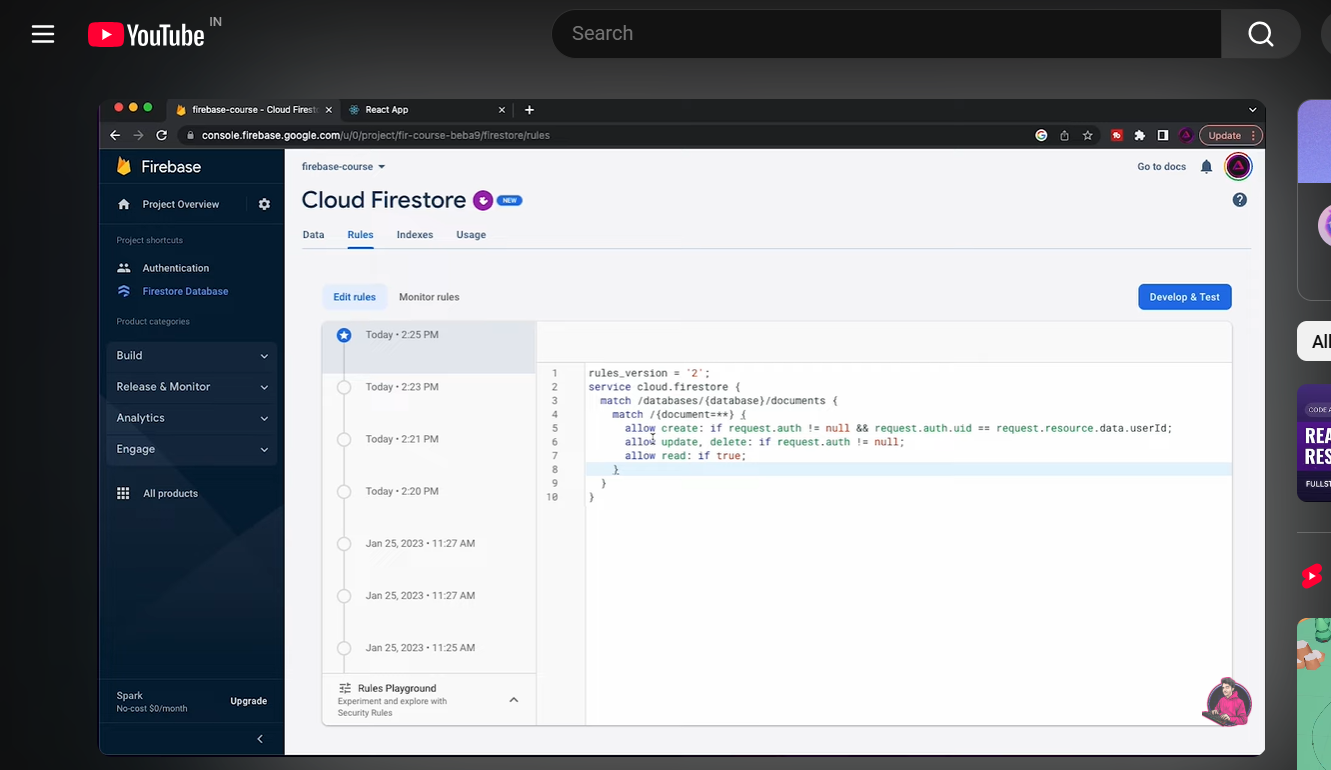 YouTube IN
Search
firebase-course - Cloud Firest
React App
console.firebase.google.com/u/0/project/fir-course-beba9/firestore/rules
Update
Firebase
firebase-course
Go to docs
Project Overview
Cloud Firestore NEW
Project shortcuts
Data Rules Indexes Usage
Authentication
Firestore Database
Product categories
Edit rules Monitor rules
Develop & Test
Build
Release & Monitor
Analytics
Engage
All products
Today • 2:25 PM
Today • 2:23 PM
Today • 2:21 PM
Today • 2:20 PM
Jan 25, 2023 • 11:27 AM
Jan 25, 2023 • 11:27 AM
Jan 25, 2023 • 11:25 AM
1 rules_version = '2';
2 service cloud.firestore {
3 match /databases/{database}/documents {
4 match /{document=**} {
5 allow create: if request.auth != null && request.auth.uid == request.resource.data.userId;
6 allow update, delete: if request.auth != null;
7 allow read: if true;
8 }
9 }
10 }
Rules Playground
Experiment and explore with
Security Rules
Spark
No-cost $0/month
Upgrade
All
CODE
REA
RES
FULLST